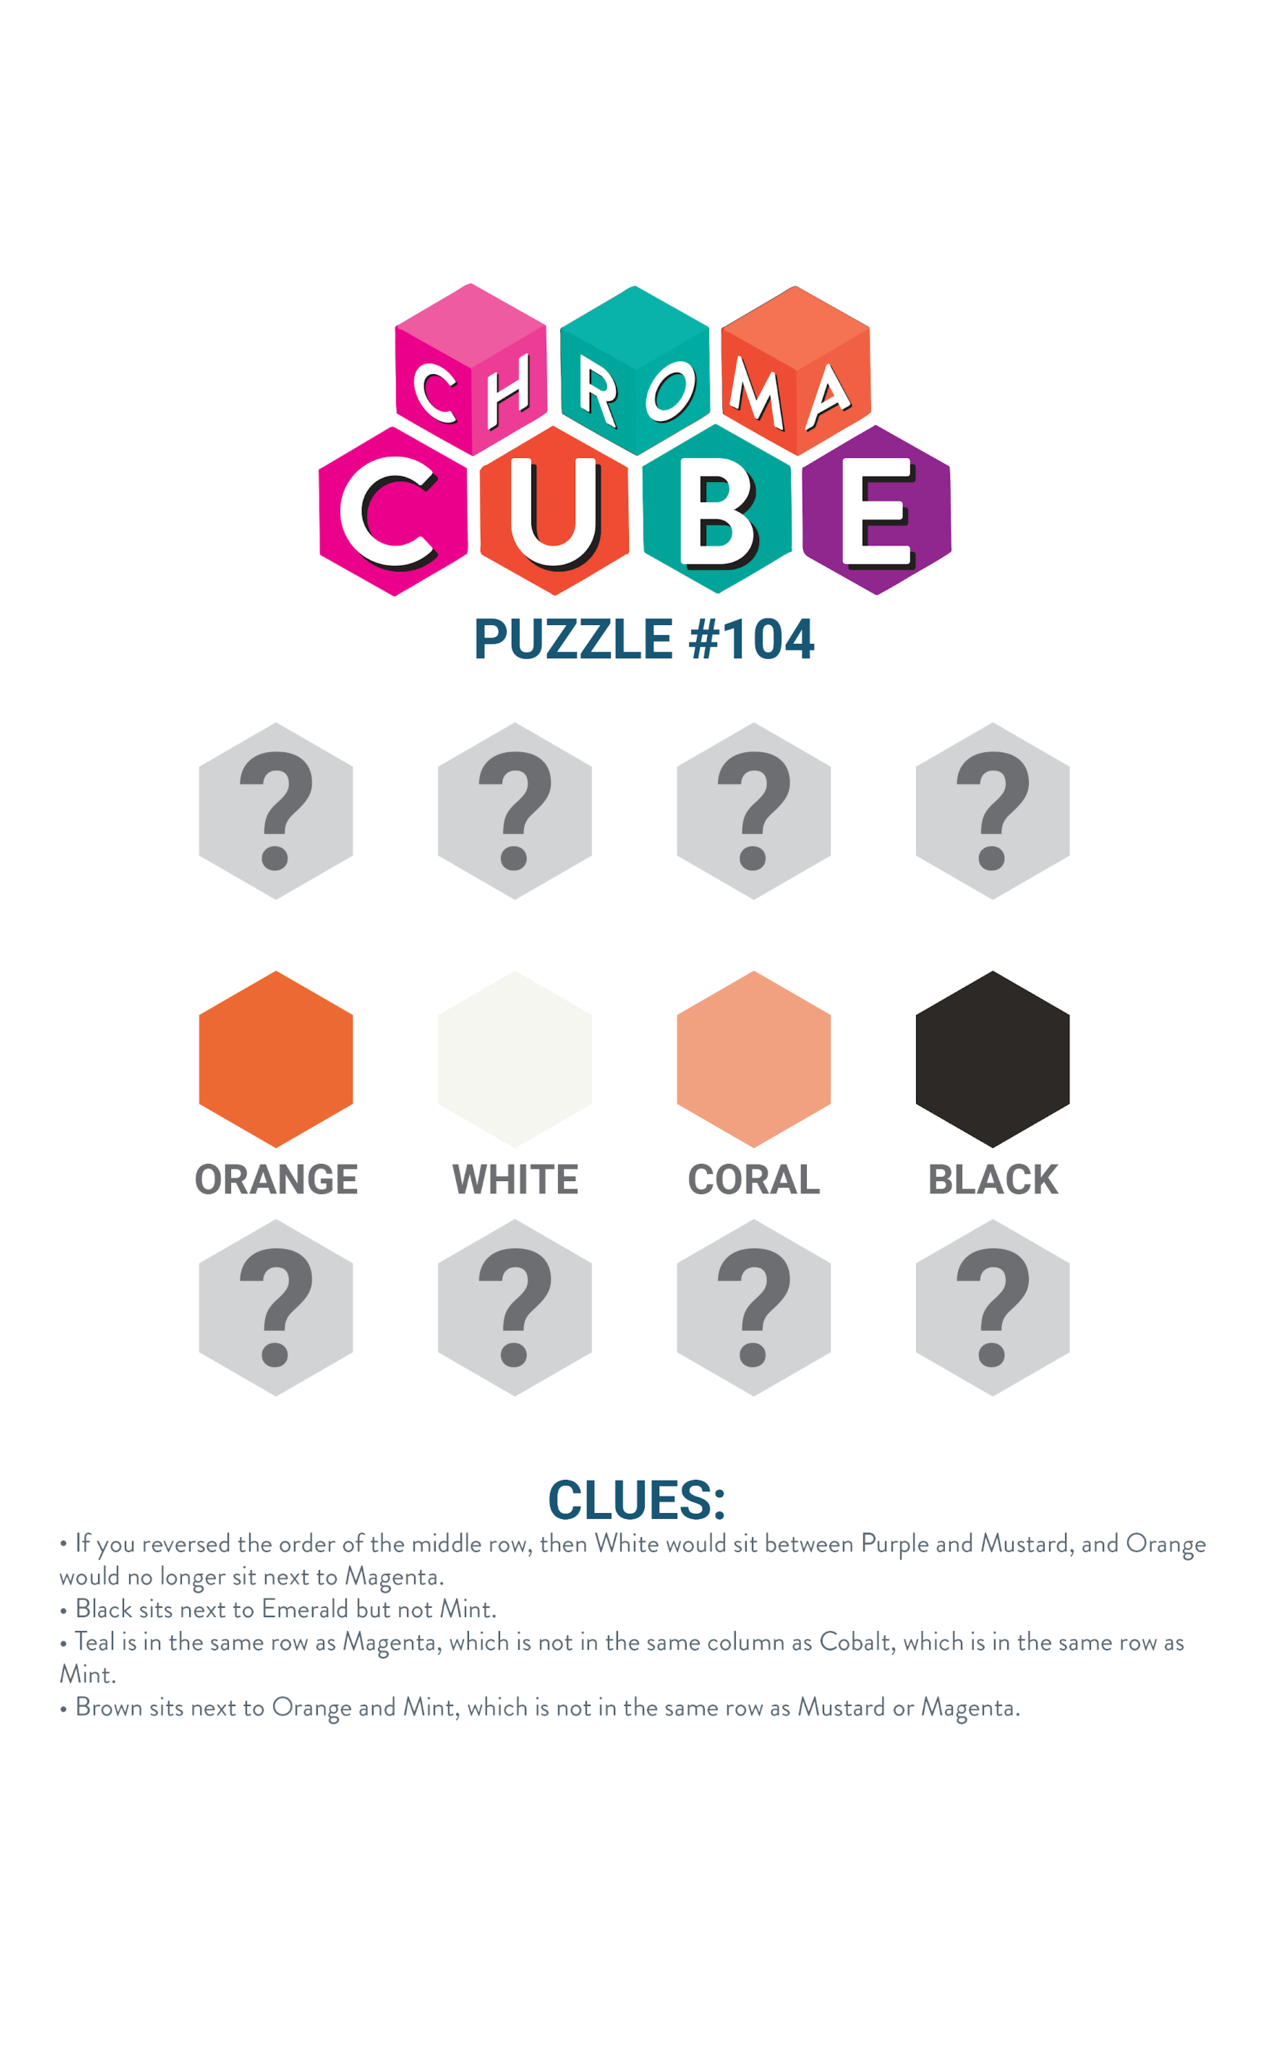 CHROMA
CUBE
PUZZLE #104
? ? ? ?
ORANGE WHITE CORAL BLACK
? ? ? ?
CLUES:
• If you reversed the order of the middle row, then White would sit between Purple and Mustard, and Orange
would no longer sit next to Magenta.
• Black sits next to Emerald but not Mint.
• Teal is in the same row as Magenta, which is not in the same column as Cobalt, which is in the same row as
Mint.
• Brown sits next to Orange and Mint, which is not in the same row as Mustard or Magenta.